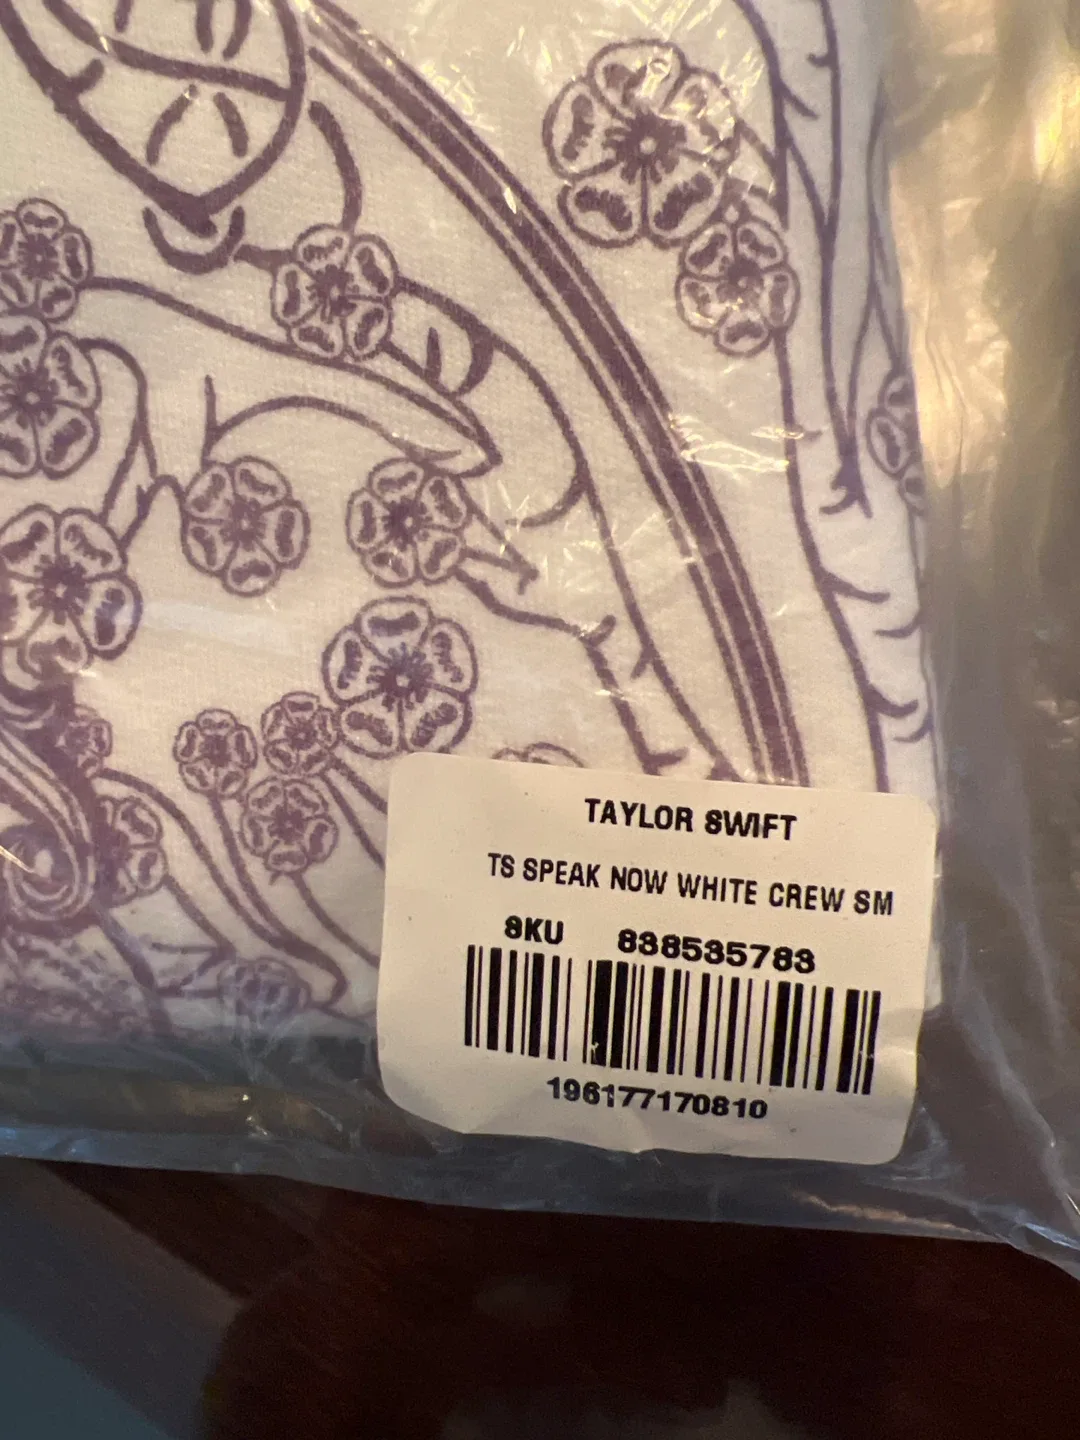 TAYLOR SWIFT
TS SPEAK NOW WHITE CREW SM
SKU 838535783
196177170810